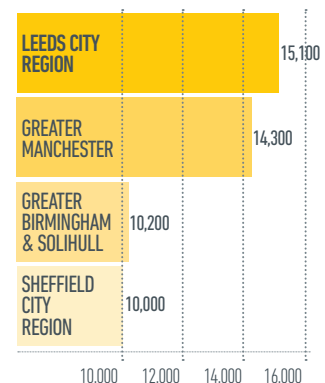 LEEDS CITY
REGION
15,100
GREATER
MANCHESTER
14,300
GREATER
BIRMINGHAM
& SOLIHULL
10,200
SHEFFIELD
CITY
REGION
10,000
10.000 12.000 14.000 16.000